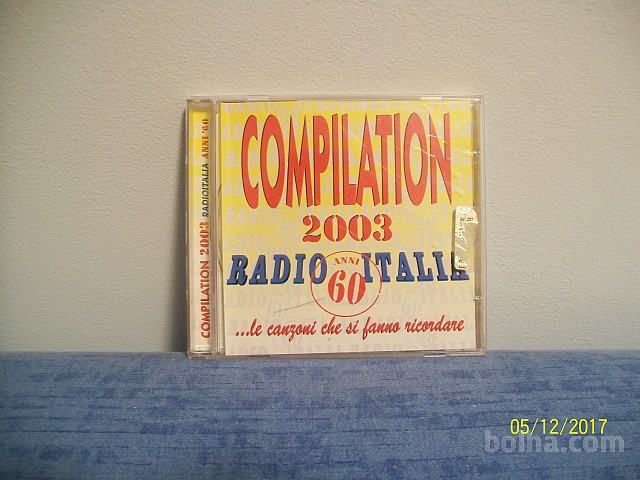 COMPILATION
2003
RADIO ITALIA
ANNI
60
...le canzoni che si fanno ricordare
COMPILATION 2003 RADIOITALIA ANNI '60
05/12/2017
bolha.com